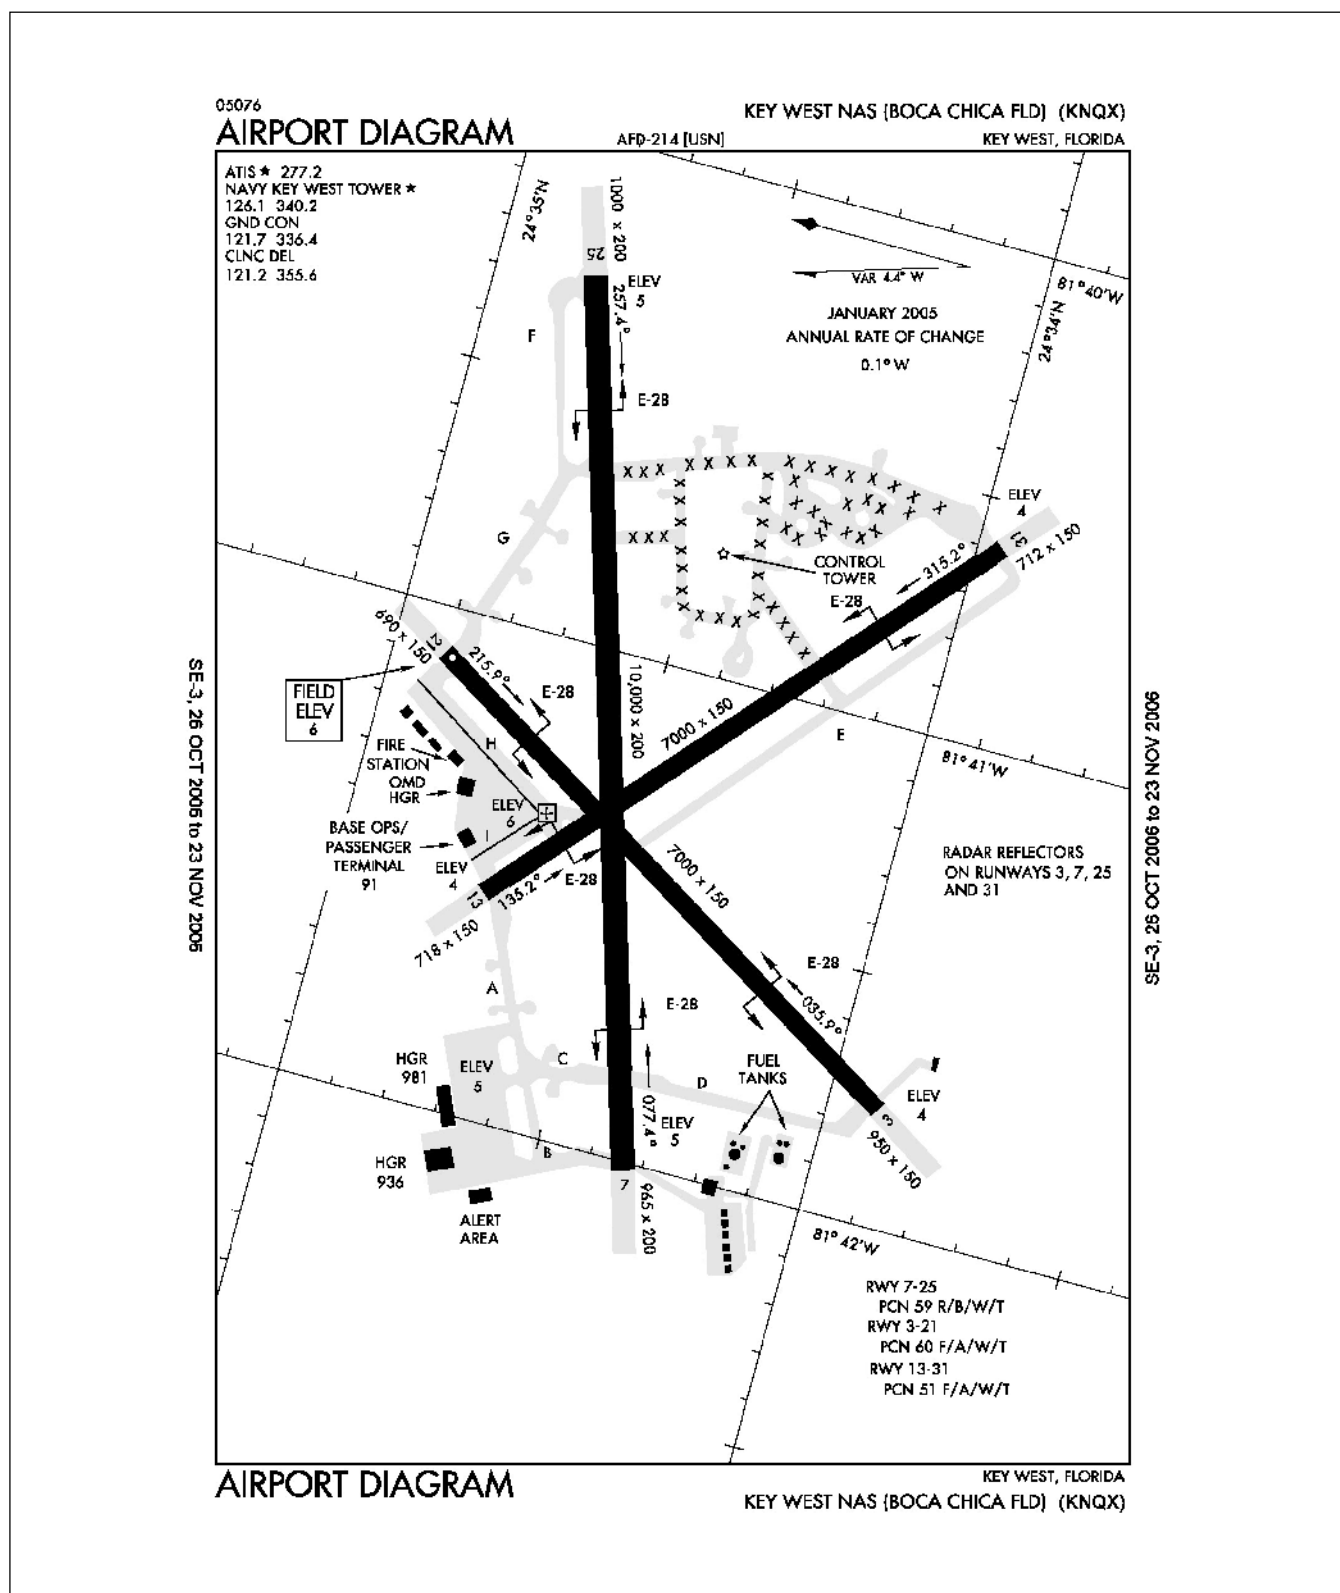 05076
AIRPORT DIAGRAM
AFD-214 [USN]
KEY WEST NAS (BOCA CHICA FLD) (KNQX)
KEY WEST, FLORIDA
ATIS ★ 277.2
NAVY KEY WEST TOWER ★
126.1 340.2
GND CON
121.7 336.4
CLNC DEL
121.2 355.6
24°35'N
1000 x 200
25
ELEV
5
257.4°
VAR 4.4° W
81°40'W
JANUARY 2005
ANNUAL RATE OF CHANGE
0.1° W
24°34'N
F
E-28
X X X X X X X
ELEV
4
G
CONTROL
TOWER
315.2°
712 x 150
E-28
690 x 150
21
215.9°
FIELD
ELEV
6
E-28
10,000 x 200
7000 x 150
E
81°41'W
H
FIRE
STATION
OMD
HGR
ELEV
6
BASE OPS/
PASSENGER
TERMINAL
91
I
ELEV
4
135.2°
E-28
13
718 x 150
7000 x 150
RADAR REFLECTORS
ON RUNWAYS 3, 7, 25
AND 31
SE-3, 26 OCT 2006 to 23 NOV 2006
SE-3, 26 OCT 2006 to 23 NOV 2006
A
E-28
E-28
035.9°
HGR
981
ELEV
5
C
D
FUEL
TANKS
ELEV
4
077.4°
ELEV
5
3
950 x 150
B
HGR
936
7
965 x 200
ALERT
AREA
81° 42'W
RWY 7-25
PCN 59 R/B/W/T
RWY 3-21
PCN 60 F/A/W/T
RWY 13-31
PCN 51 F/A/W/T
AIRPORT DIAGRAM
KEY WEST, FLORIDA
KEY WEST NAS (BOCA CHICA FLD) (KNQX)